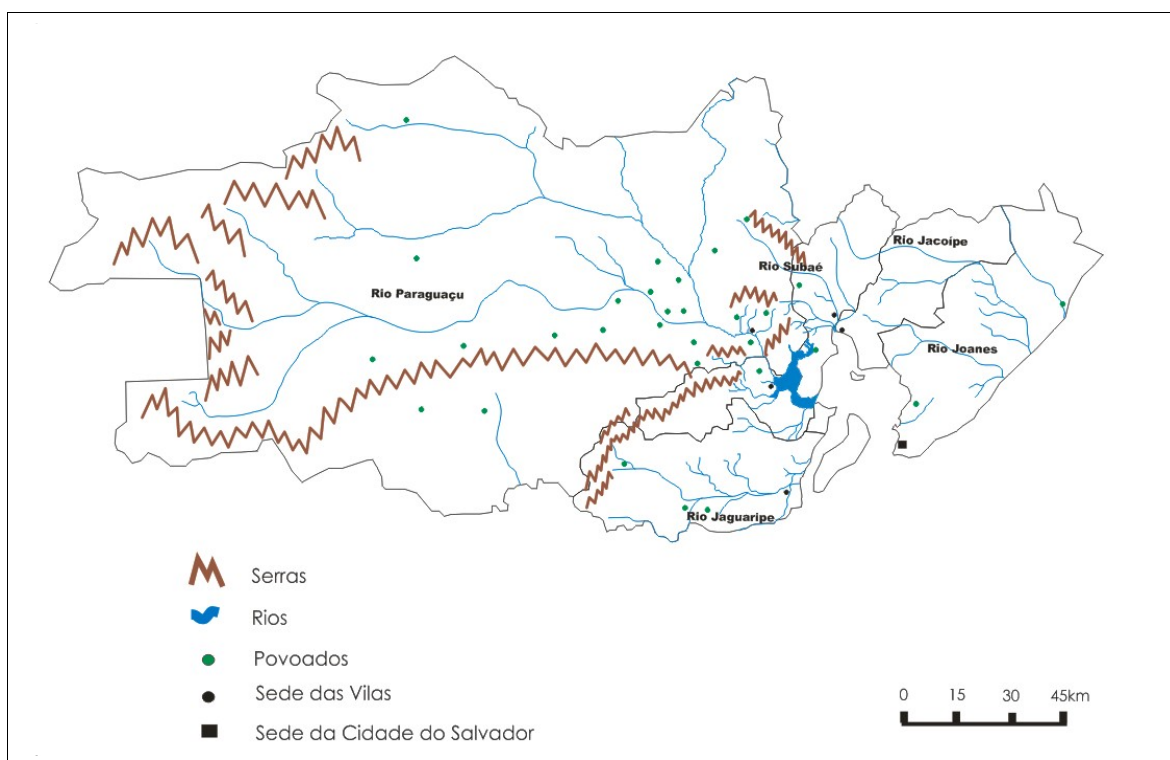 Rio Jacoípe
Rio Subaé
Rio Paraguaçu
Rio Joanes
Rio Jaguaripe
Serras
Rios
Povoados
Sede das Vilas
Sede da Cidade do Salvador
0 15 30 45km